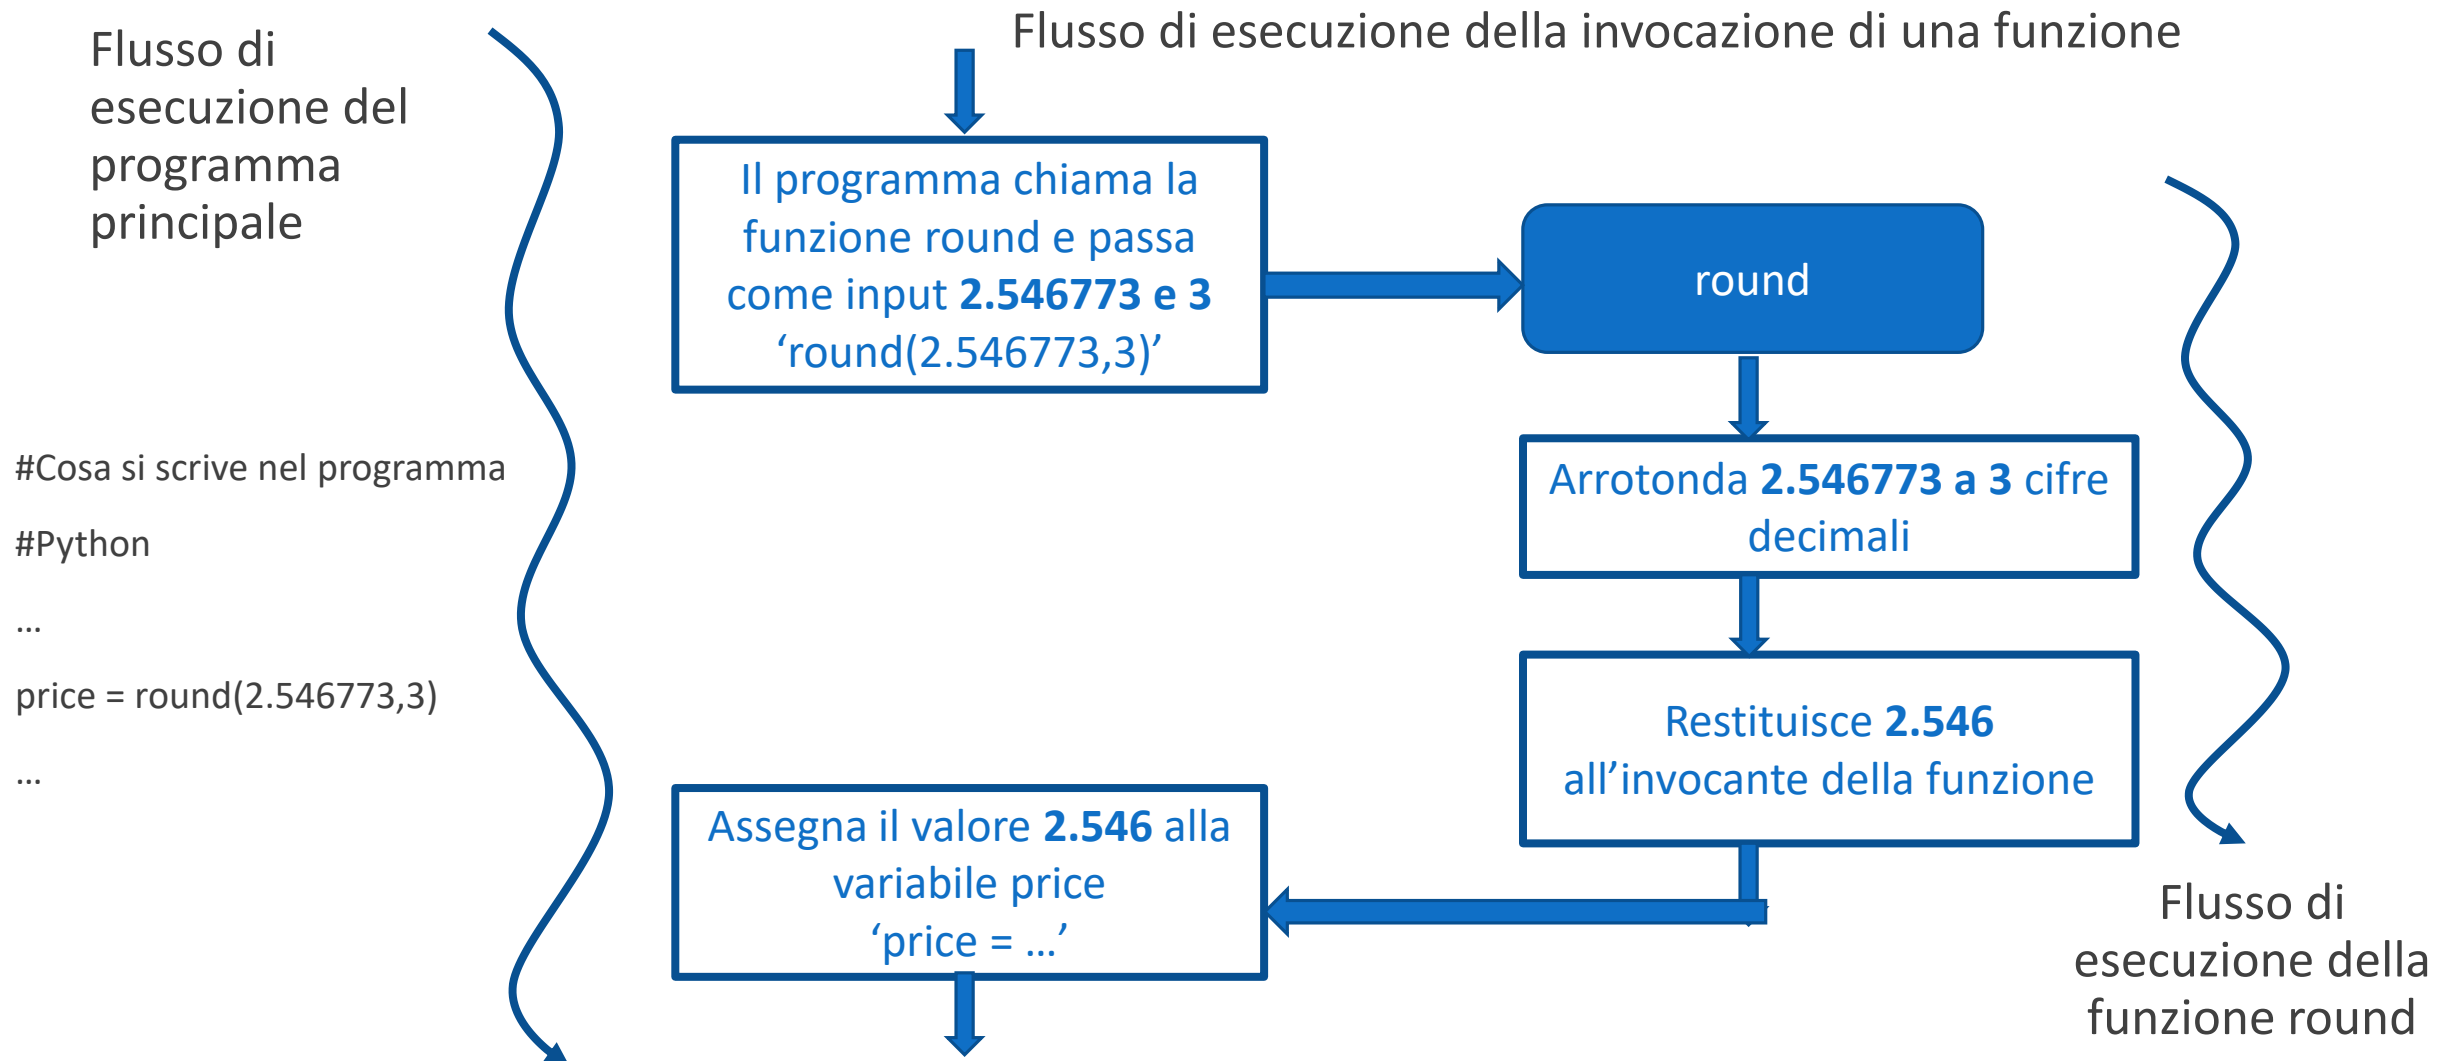 Flusso di esecuzione della invocazione di una funzione
Flusso di
esecuzione del
programma
principale
#Cosa si scrive nel programma
#Python
...
price = round(2.546773,3)
...
Il programma chiama la
funzione round e passa
come input 2.546773 e 3
‘round(2.546773,3)’
round
Arrotonda 2.546773 a 3 cifre
decimali
Restituisce 2.546
all’invocante della funzione
Assegna il valore 2.546 alla
variabile price
‘price = ...’
Flusso di
esecuzione della
funzione round